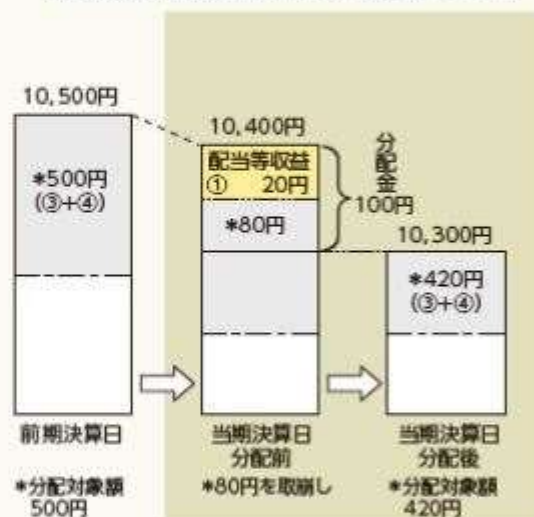 10,500円
*500円
(③+④)
10,400円
配当等収益
① 20円
*80円
分配金
100円
10,300円
*420円
(③+④)
前期決算日
当期決算日
分配前
当期決算日
分配後
*分配対象額
500円
*80円を取崩し
*分配対象額
420円